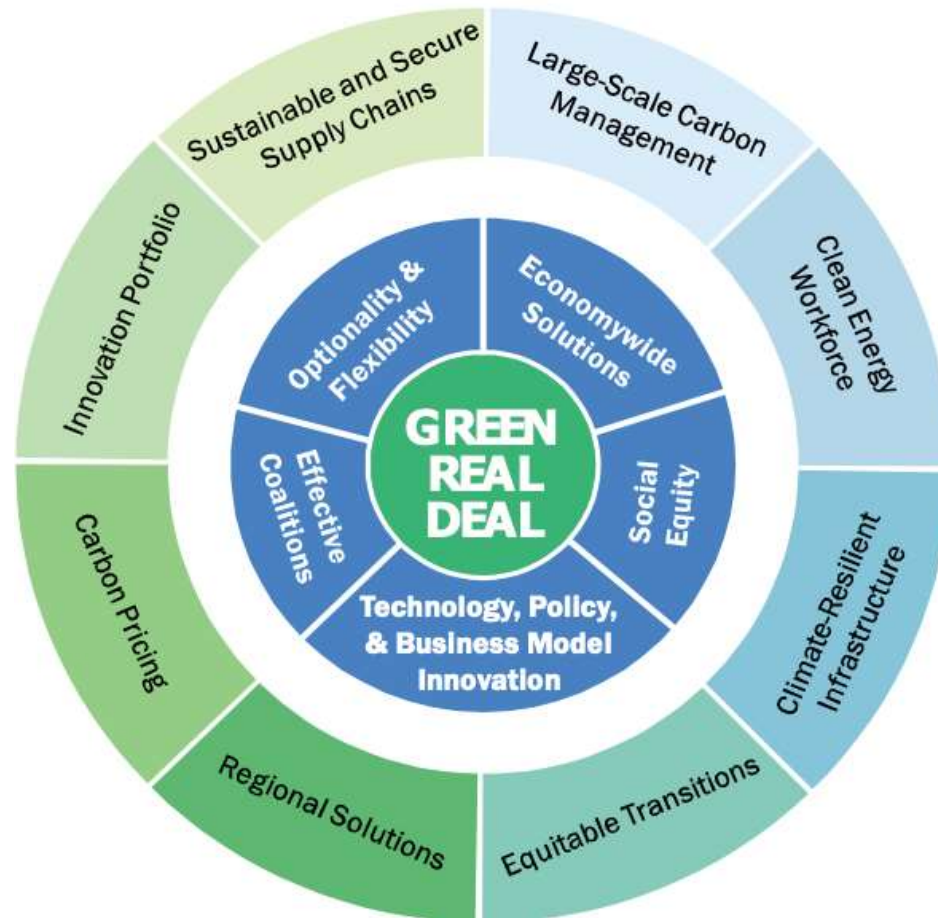 Sustainable and Secure
Supply Chains
Large-Scale Carbon
Management
Clean Energy
Workforce
Climate-Resilient
Infrastructure
Equitable Transitions
Regional Solutions
Carbon Pricing
Innovation Portfolio
Optionality &
Flexibility
Economywide
Solutions
Social
Equity
Technology, Policy,
& Business Model
Innovation
Effective
Coalitions
GREEN
REAL
DEAL